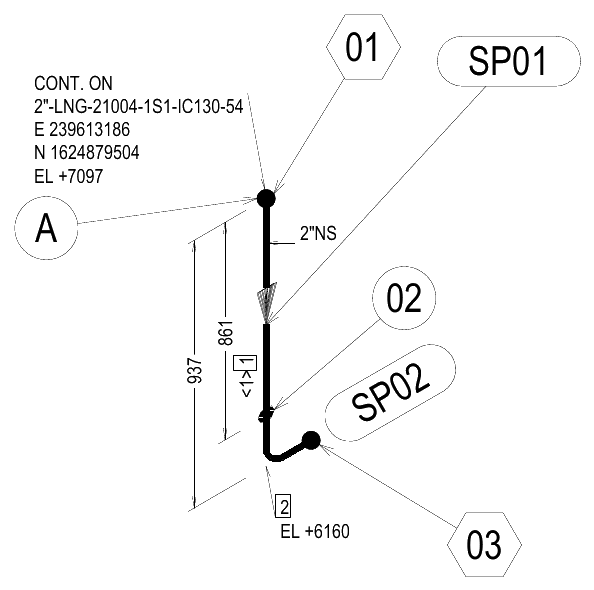 01
SP01
CONT. ON
2"-LNG-21004-1S1-IC130-54
E 239613186
N 1624879504
EL +7097
A
2"NS
02
861
937
<1> 1
SP02
2
EL +6160
03